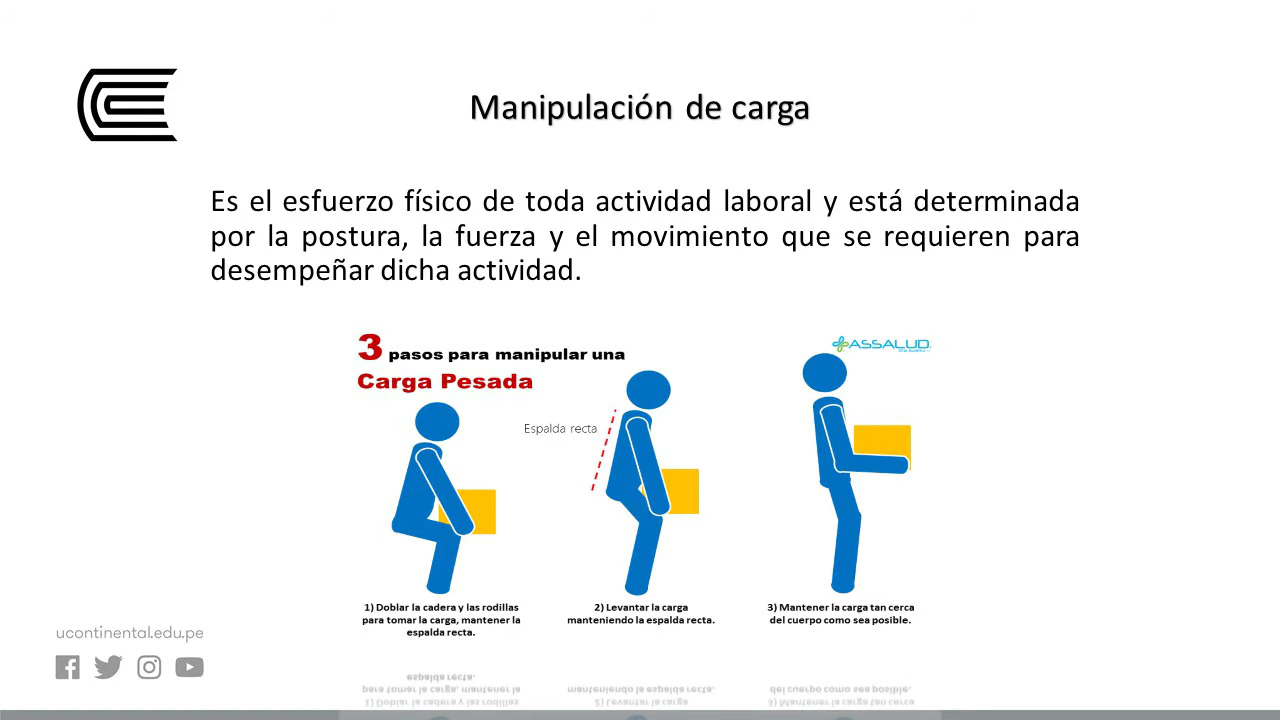 Manipulación de carga
Es el esfuerzo físico de toda actividad laboral y está determinada
por la postura, la fuerza y el movimiento que se requieren para
desempeñar dicha actividad.
3 pasos para manipular una
Carga Pesada
ASSALUD
Espalda recta
1) Doblar la cadera y las rodillas
para tomar la carga, mantener la
espalda recta.
2) Levantar la carga
manteniendo la espalda recta.
3) Mantener la carga tan cerca
del cuerpo como sea posible.
ucontinental.edu.pe